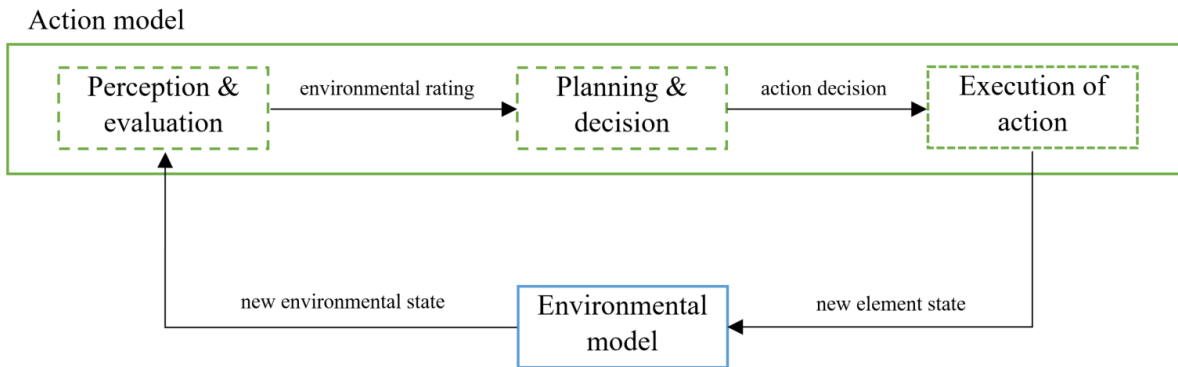 Action model
Perception &
evaluation
environmental rating
Planning &
decision
action decision
Execution of
action
new environmental state
Environmental
model
new element state